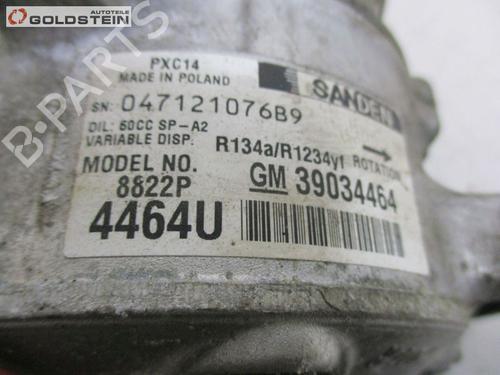 Autoteile
GOLDSTEIN
PXC14
MADE IN POLAND
SANDEN
SN: 047121076B9
OIL: 60CC SP-A2
VARIABLE DISP. R134a/R1234yf ROTATION
MODEL NO. GM 39034464
8822P
4464U
B-PARTS